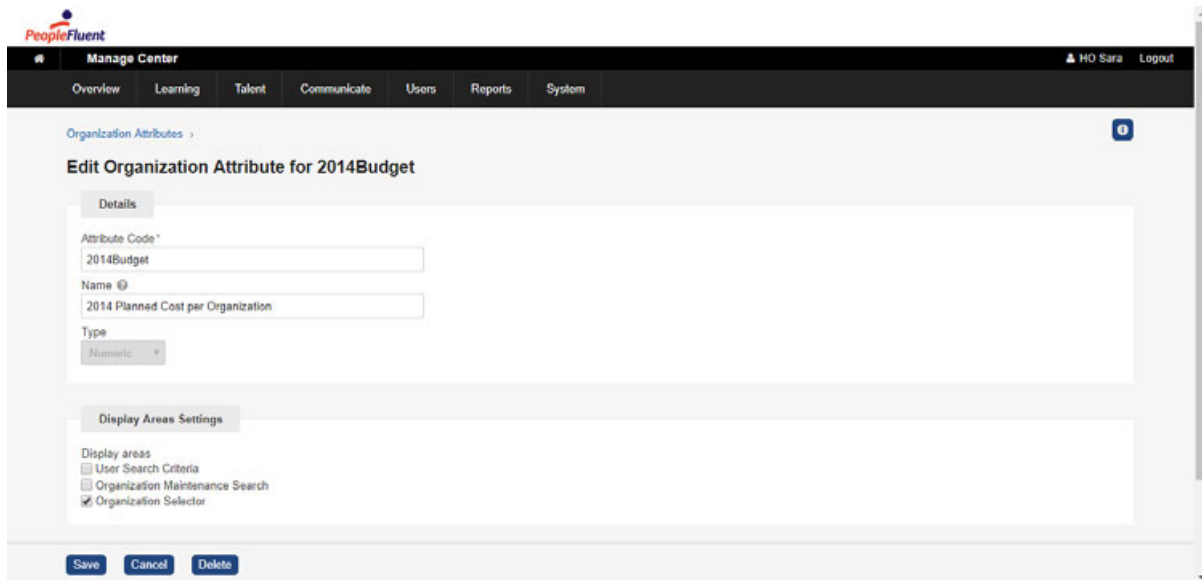 PeopleFluent
Manage Center HO Sara Logout
Overview Learning Talent Communicate Users Reports System
Organization Attributes ›
Edit Organization Attribute for 2014Budget
Details
Attribute Code*
2014Budget
Name
2014 Planned Cost per Organization
Type
Numeric
Display Areas Settings
Display areas
User Search Criteria
Organization Maintenance Search
Organization Selector
Save Cancel Delete